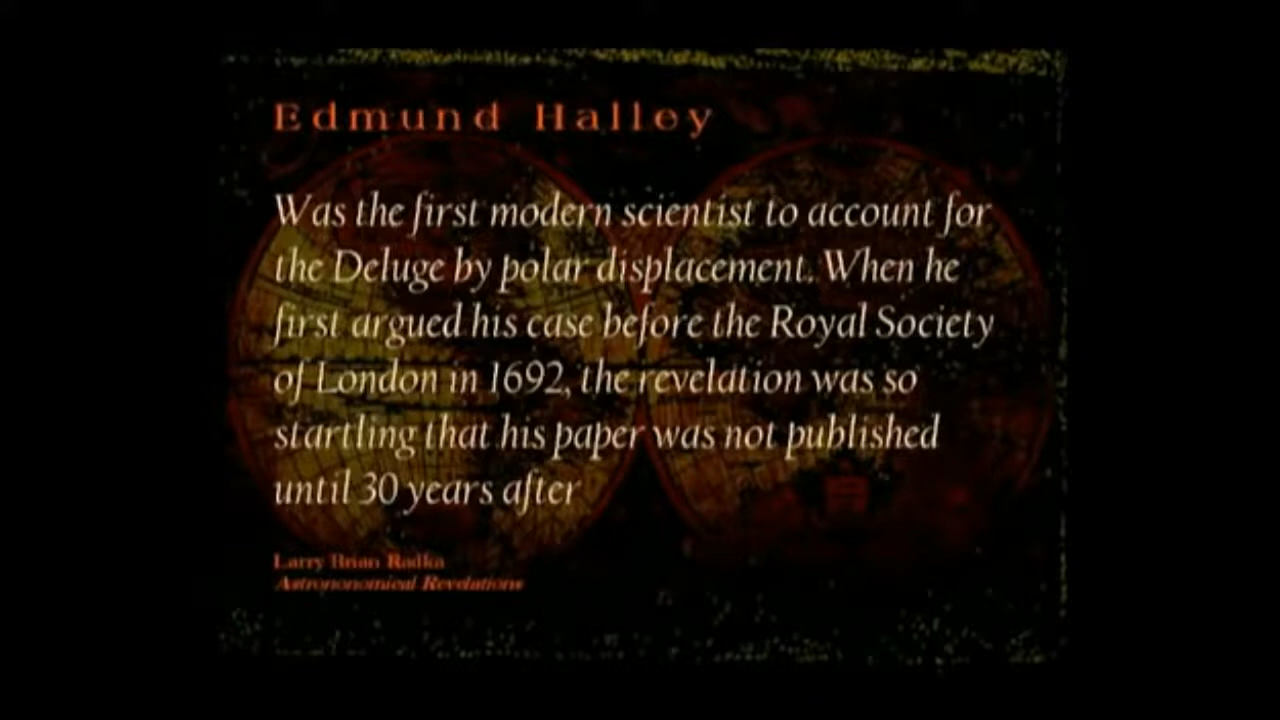 Edmund Halley
Was the first modern scientist to account for
the Deluge by polar displacement. When he
first argued his case before the Royal Society
of London in 1692, the revelation was so
startling that his paper was not published
until 30 years after
Larry Brian Radka
Astrononomical Revelations